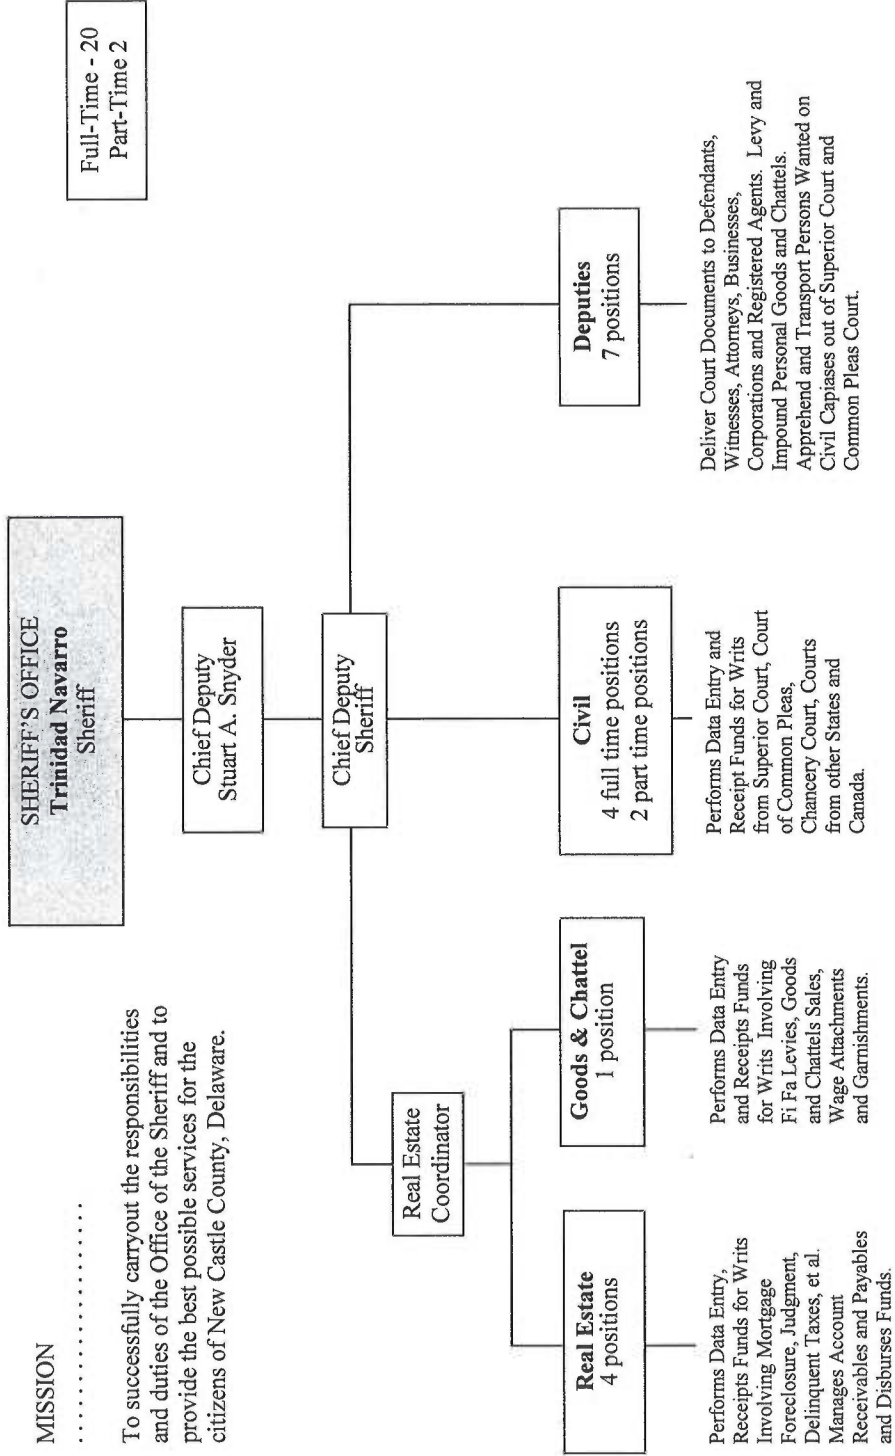 MISSION
......................
To successfully carryout the responsibilities
and duties of the Office of the Sheriff and to
provide the best possible services for the
citizens of New Castle County, Delaware.
SHERIFF'S OFFICE
Trinidad Navarro
Sheriff
Full-Time - 20
Part-Time 2
Chief Deputy
Stuart A. Snyder
Chief Deputy
Sheriff
Real Estate
Coordinator
Real Estate
4 positions
Performs Data Entry,
Receipts Funds for Writs
Involving Mortgage
Foreclosure, Judgment,
Delinquent Taxes, et al.
Manages Account
Receivables and Payables
and Disburses Funds.
Goods & Chattel
1 position
Performs Data Entry
and Receipts Funds
for Writs Involving
Fi Fa Levies, Goods
and Chattels Sales,
Wage Attachments
and Garnishments.
Civil
4 full time positions
2 part time positions
Performs Data Entry and
Receipt Funds for Writs
from Superior Court, Court
of Common Pleas,
Chancery Court, Courts
from other States and
Canada.
Deputies
7 positions
Deliver Court Documents to Defendants,
Witnesses, Attorneys, Businesses,
Corporations and Registered Agents. Levy and
Impound Personal Goods and Chattels.
Apprehend and Transport Persons Wanted on
Civil Capiases out of Superior Court and
Common Pleas Court.